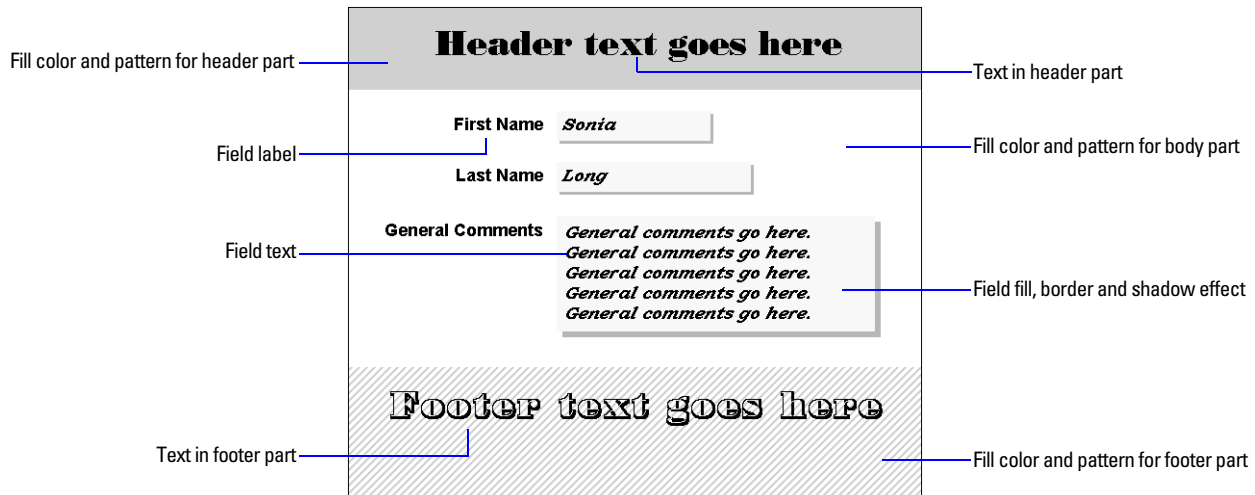 Header text goes here
Fill color and pattern for header part
Text in header part
First Name Sonia
Field label
Fill color and pattern for body part
Last Name Long
General Comments General comments go here.
Field text
General comments go here.
General comments go here.
General comments go here.
Field fill, border and shadow effect
General comments go here.
Footer text goes here
Text in footer part
Fill color and pattern for footer part